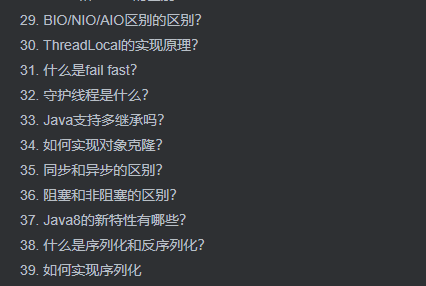 29. BIO/NIO/AIO区别的区别?
30. ThreadLocal的实现原理?
31. 什么是fail fast?
32. 守护线程是什么?
33. Java支持多继承吗?
34. 如何实现对象克隆?
35. 同步和异步的区别?
36. 阻塞和非阻塞的区别?
37. Java8的新特性有哪些?
38. 什么是序列化和反序列化?
39. 如何实现序列化